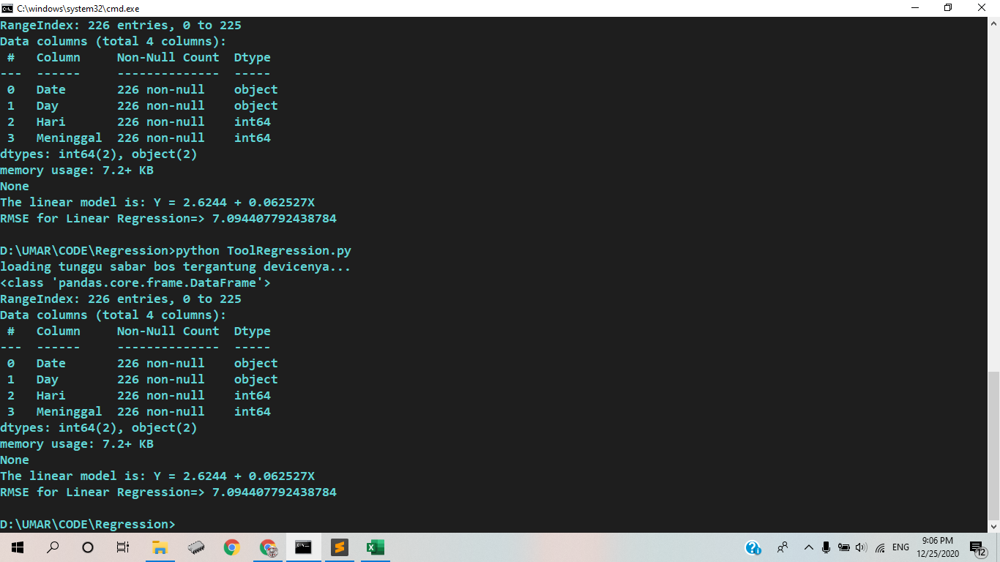 C:\windows\system32\cmd.exe
RangeIndex: 226 entries, 0 to 225
Data columns (total 4 columns):
 #   Column     Non-Null Count  Dtype
---  ------     --------------  -----
 0   Date       226 non-null    object
 1   Day        226 non-null    object
 2   Hari       226 non-null    int64
 3   Meninggal  226 non-null    int64
dtypes: int64(2), object(2)
memory usage: 7.2+ KB
None
The linear model is: Y = 2.6244 + 0.062527X
RMSE for Linear Regression=> 7.094407792438784
D:\UMAR\CODE\Regression>python ToolRegression.py
loading tunggu sabar bos tergantung devicenya...
<class 'pandas.core.frame.DataFrame'>
RangeIndex: 226 entries, 0 to 225
Data columns (total 4 columns):
 #   Column     Non-Null Count  Dtype
---  ------     --------------  -----
 0   Date       226 non-null    object
 1   Day        226 non-null    object
 2   Hari       226 non-null    int64
 3   Meninggal  226 non-null    int64
dtypes: int64(2), object(2)
memory usage: 7.2+ KB
None
The linear model is: Y = 2.6244 + 0.062527X
RMSE for Linear Regression=> 7.094407792438784
D:\UMAR\CODE\Regression>
ENG
9:06 PM
12/25/2020
12